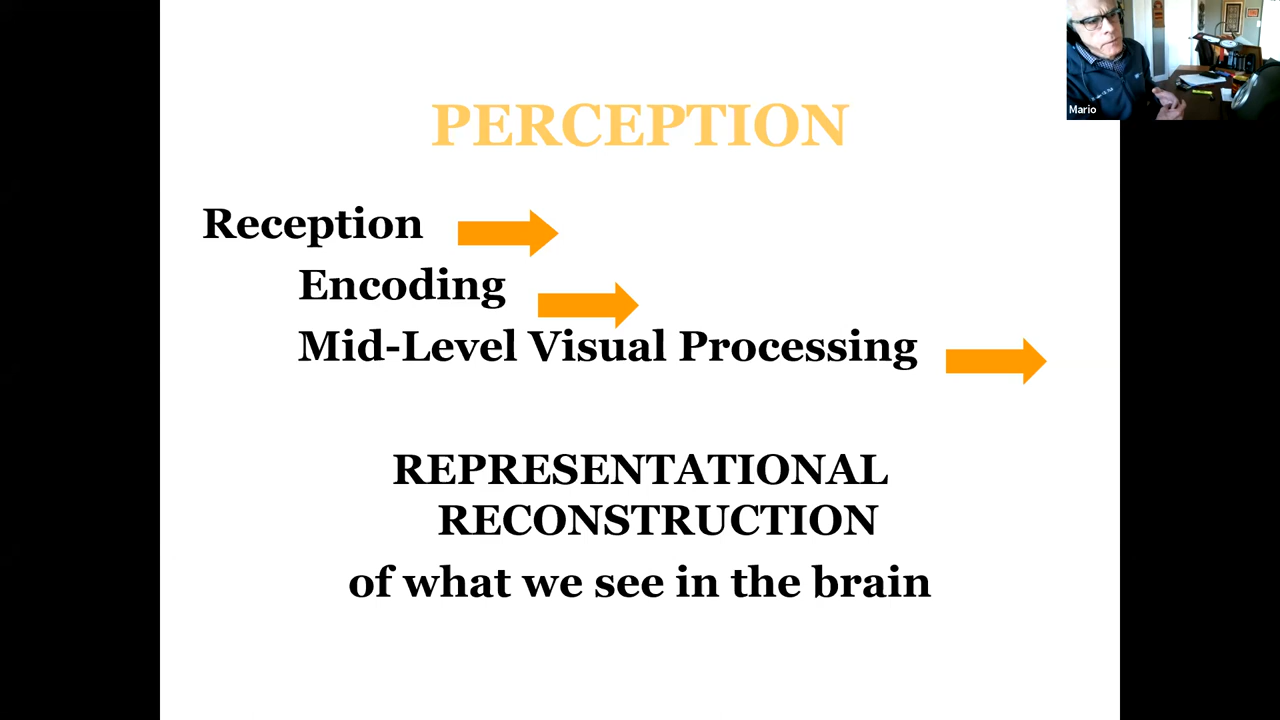 PERCEPTION
Reception
Encoding
Mid-Level Visual Processing
REPRESENTATIONAL
RECONSTRUCTION
of what we see in the brain
Mario